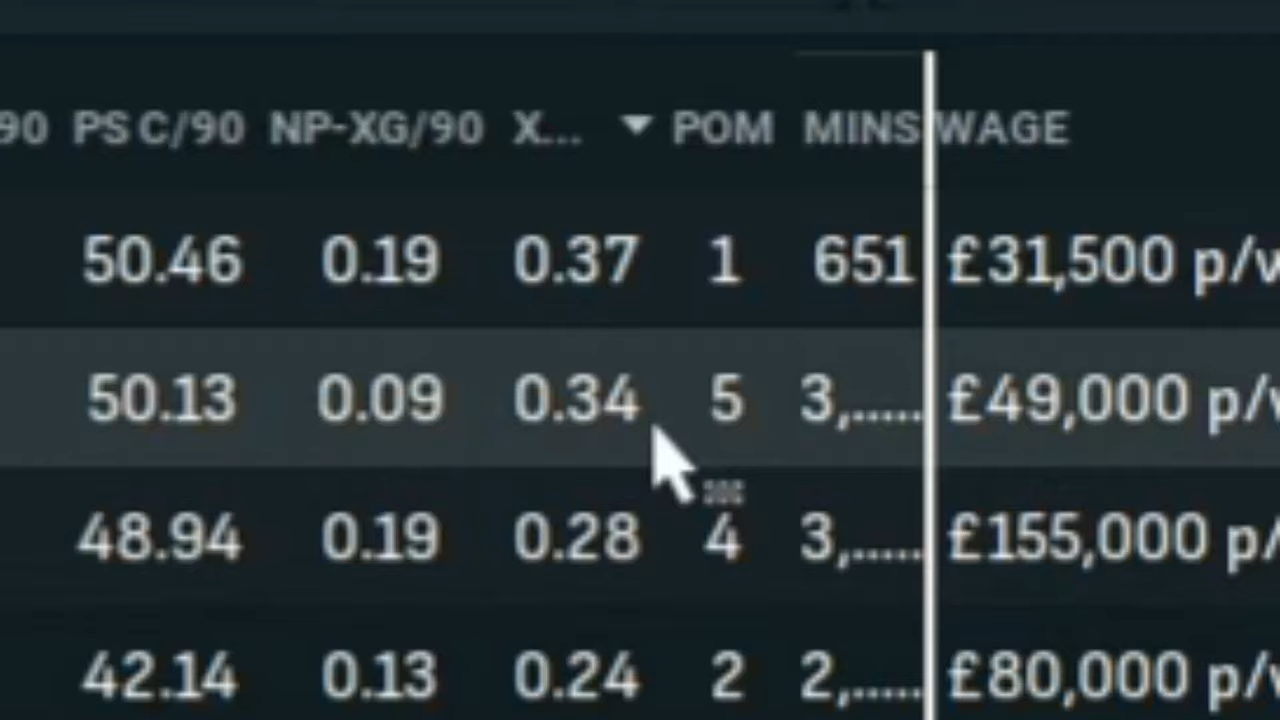 90 PS C/90 NP-XG/90 X... POM MINS WAGE
50.46 0.19 0.37 1 651 £31,500 p/w
50.13 0.09 0.34 5 3,..... £49,000 p/w
48.94 0.19 0.28 4 3,..... £155,000 p/
42.14 0.13 0.24 2 2,..... £80,000 p/w